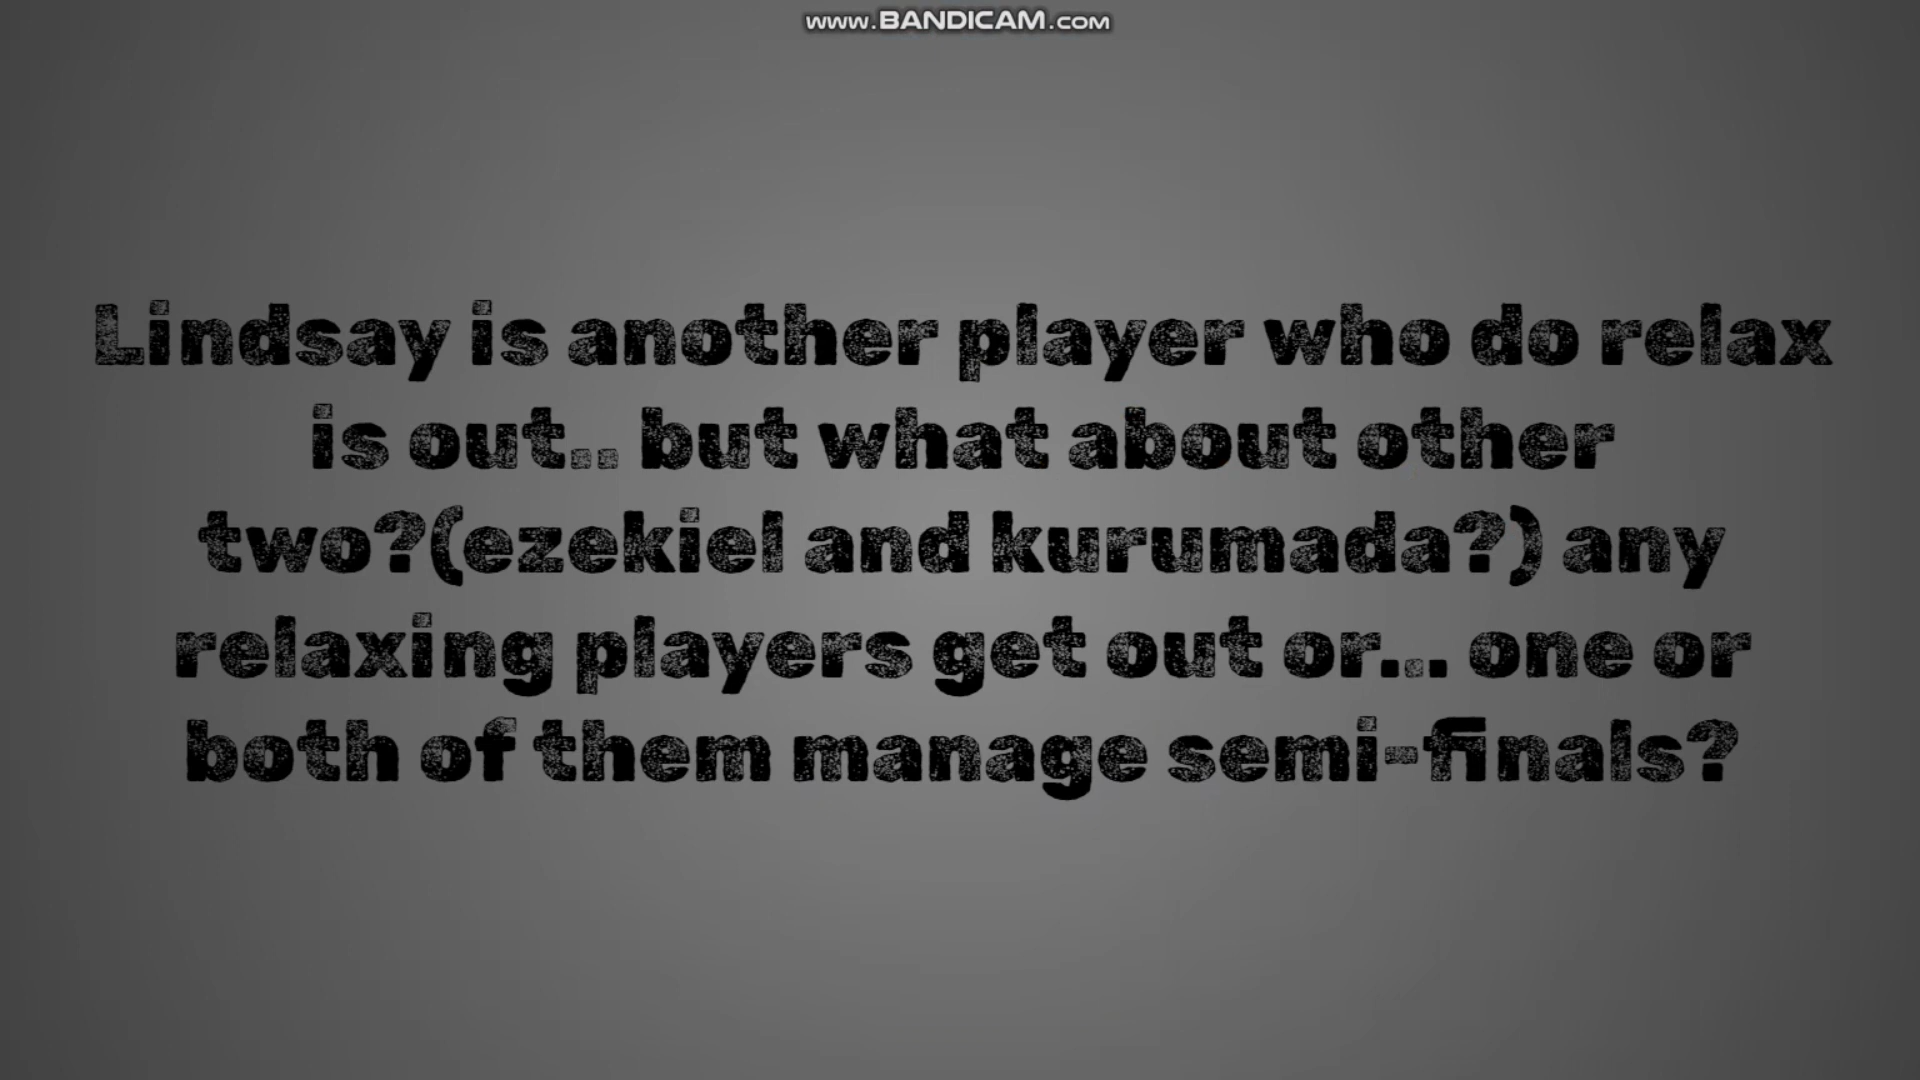 www.BANDICAM.COM
Lindsay is another player who do relax
is out.. but what about other
two?(ezekiel and kurumada?) any
relaxing players get out or... one or
both of them manage semi-finals?